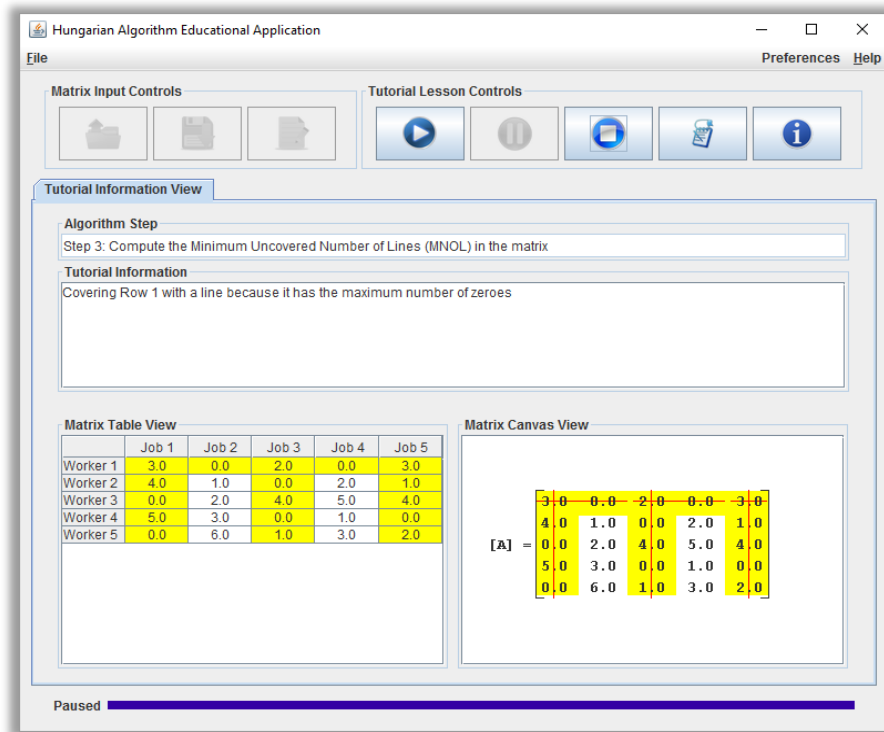 Hungarian Algorithm Educational Application
File Preferences Help
Matrix Input Controls Tutorial Lesson Controls
Tutorial Information View
Algorithm Step
Step 3: Compute the Minimum Uncovered Number of Lines (MNOL) in the matrix
Tutorial Information
Covering Row 1 with a line because it has the maximum number of zeroes
Matrix Table View
Job 1 Job 2 Job 3 Job 4 Job 5
Worker 1 3.0 0.0 2.0 0.0 3.0
Worker 2 4.0 1.0 0.0 2.0 1.0
Worker 3 0.0 2.0 4.0 5.0 4.0
Worker 4 5.0 3.0 0.0 1.0 0.0
Worker 5 0.0 6.0 1.0 3.0 2.0
Matrix Canvas View
3.0 0.0 2.0 0.0 3.0
4.0 1.0 0.0 2.0 1.0
[A] = 0.0 2.0 4.0 5.0 4.0
5.0 3.0 0.0 1.0 0.0
0.0 6.0 1.0 3.0 2.0
Paused